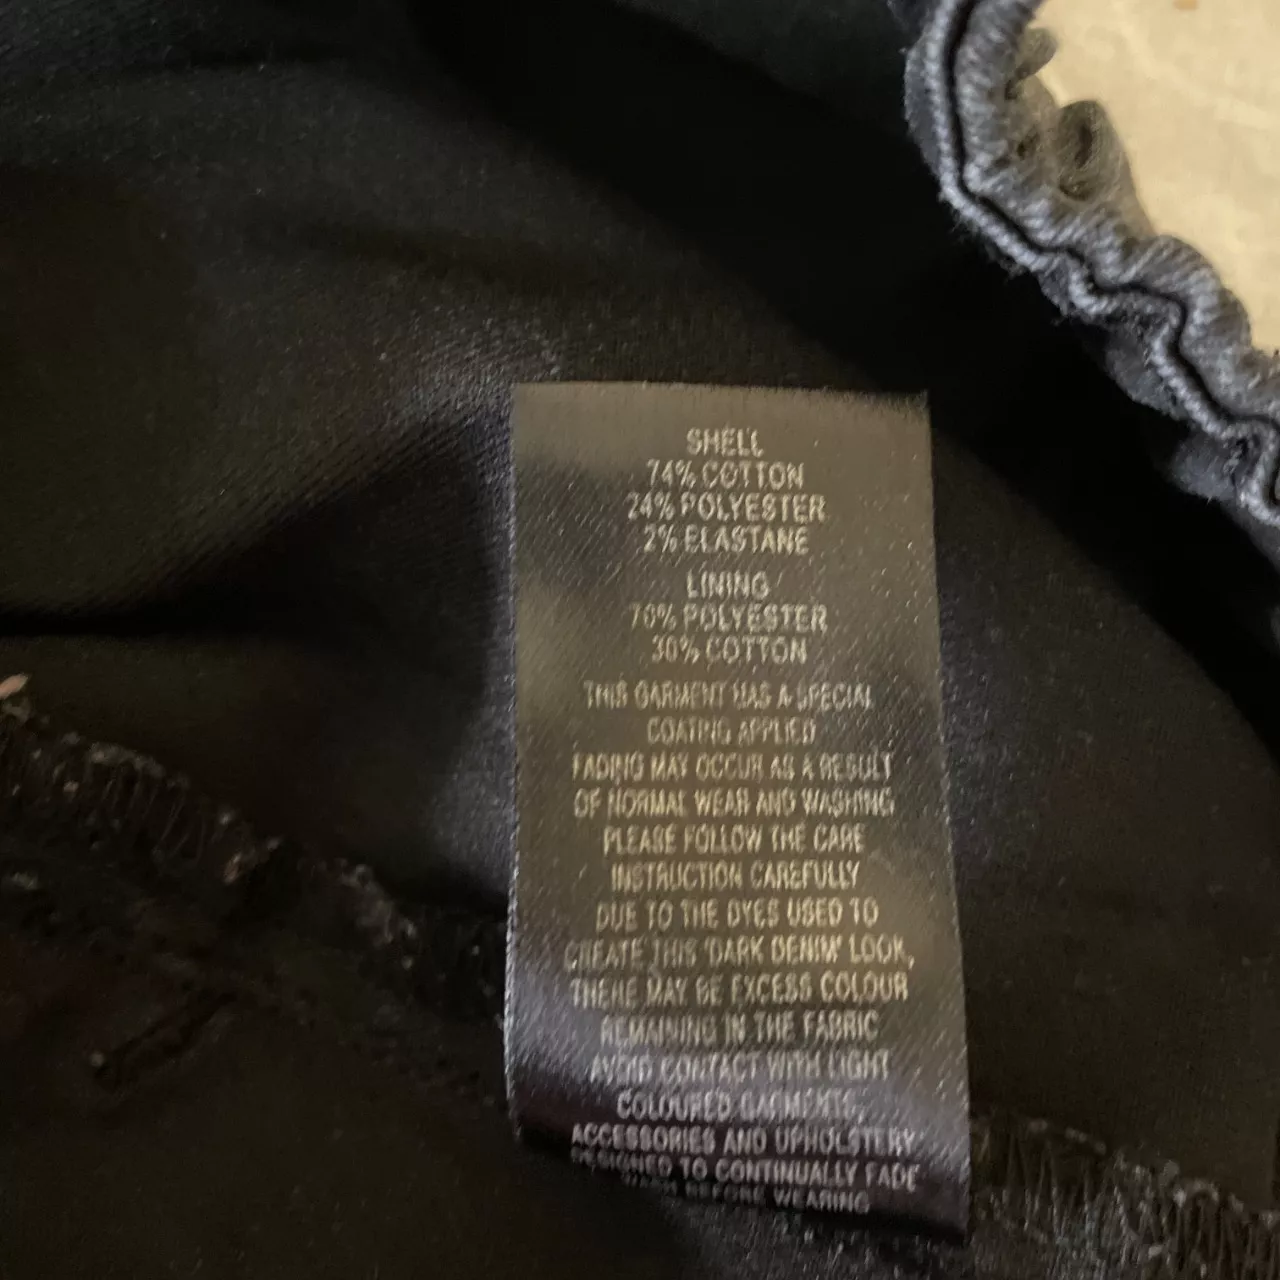 SHELL
74% COTTON
24% POLYESTER
2% ELASTANE
LINING
70% POLYESTER
30% COTTON
THIS GARMENT HAS A SPECIAL
COATING APPLIED
FADING MAY OCCUR AS A RESULT
OF NORMAL WEAR AND WASHING
PLEASE FOLLOW THE CARE
INSTRUCTION CAREFULLY
DUE TO THE DYES USED TO
CREATE THIS 'DARK DENIM' LOOK,
THERE MAY BE EXCESS COLOUR
REMAINING IN THE FABRIC
AVOID CONTACT WITH LIGHT
COLOURED GARMENTS,
ACCESSORIES AND UPHOLSTERY
DESIGNED TO CONTINUALLY FADE
BEFORE WEARING